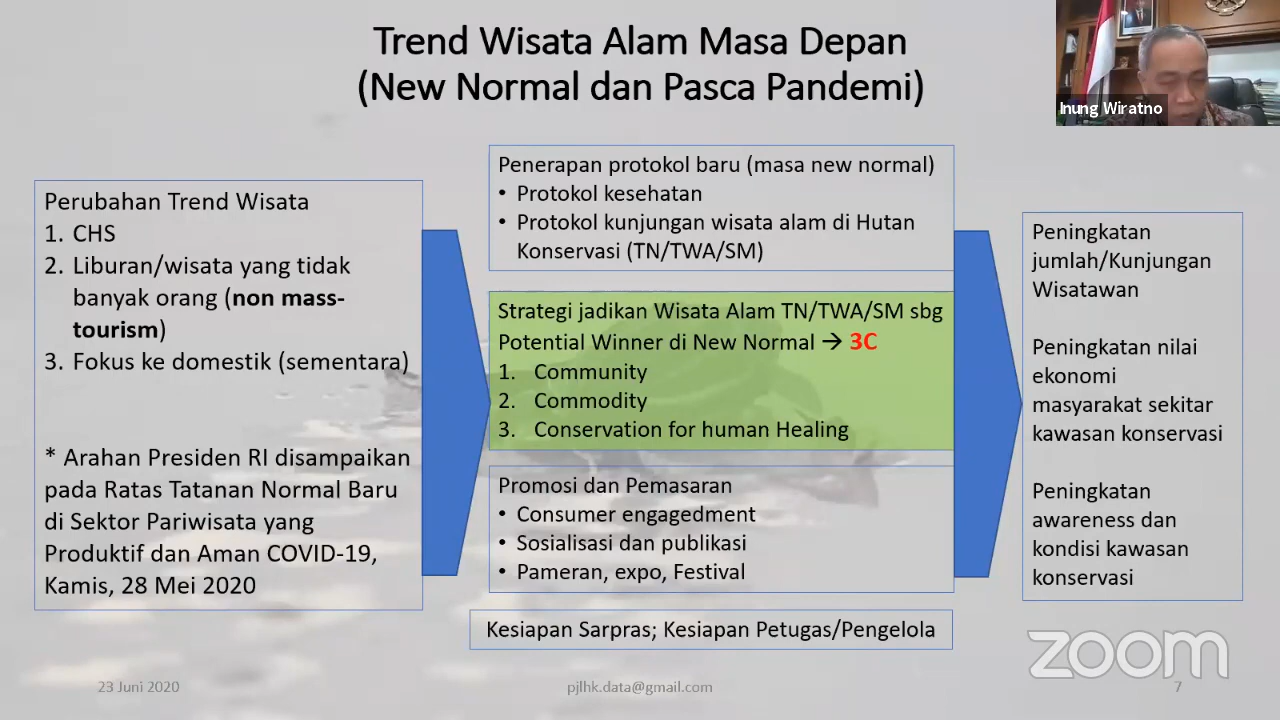 Trend Wisata Alam Masa Depan
(New Normal dan Pasca Pandemi)
Inung Wiratno
Perubahan Trend Wisata
1. CHS
2. Liburan/wisata yang tidak
banyak orang (non mass-
tourism)
3. Fokus ke domestik (sementara)
* Arahan Presiden RI disampaikan
pada Ratas Tatanan Normal Baru
di Sektor Pariwisata yang
Produktif dan Aman COVID-19,
Kamis, 28 Mei 2020
Penerapan protokol baru (masa new normal)
• Protokol kesehatan
• Protokol kunjungan wisata alam di Hutan
Konservasi (TN/TWA/SM)
Strategi jadikan Wisata Alam TN/TWA/SM sbg
Potential Winner di New Normal → 3C
1. Community
2. Commodity
3. Conservation for human Healing
Promosi dan Pemasaran
• Consumer engagedment
• Sosialisasi dan publikasi
• Pameran, expo, Festival
Kesiapan Sarpras; Kesiapan Petugas/Pengelola
Peningkatan
jumlah/Kunjungan
Wisatawan
Peningkatan nilai
ekonomi
masyarakat sekitar
kawasan konservasi
Peningkatan
awareness dan
kondisi kawasan
konservasi
zoom
23 Juni 2020
pjlhk.data@gmail.com
7